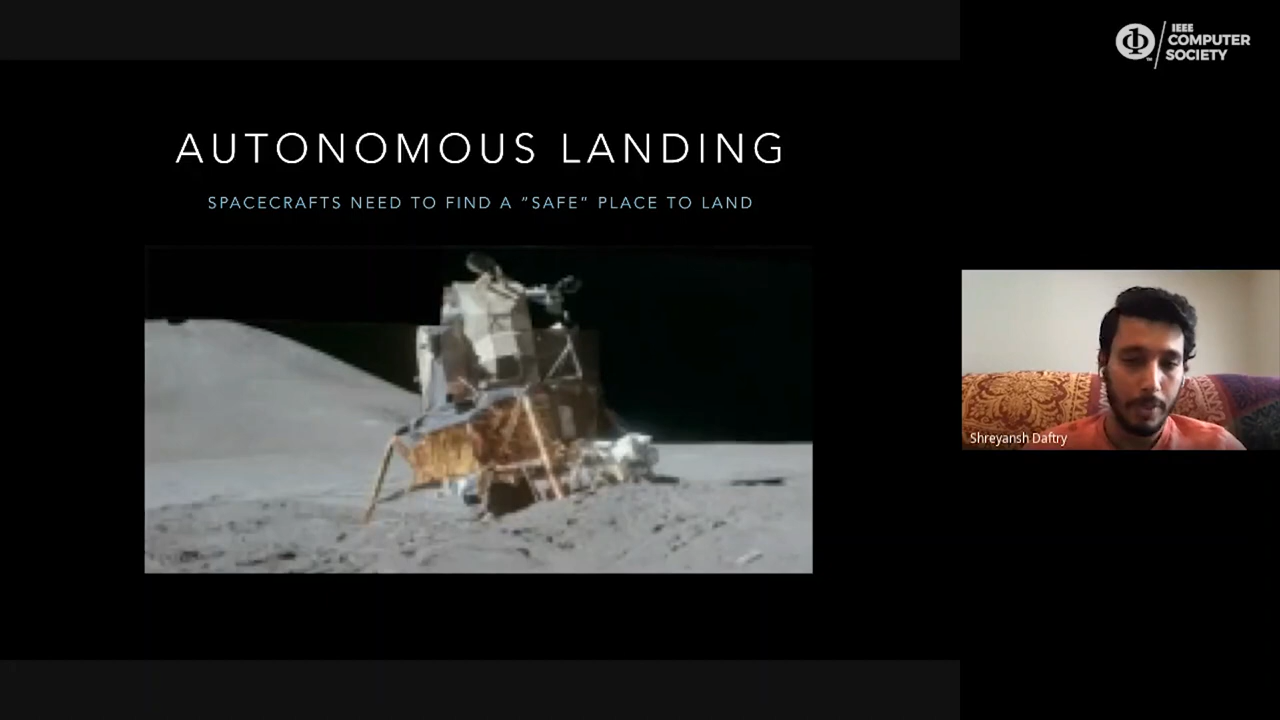 IEEE
COMPUTER
SOCIETY
AUTONOMOUS LANDING
SPACECRAFTS NEED TO FIND A "SAFE" PLACE TO LAND
Shreyansh Daftry